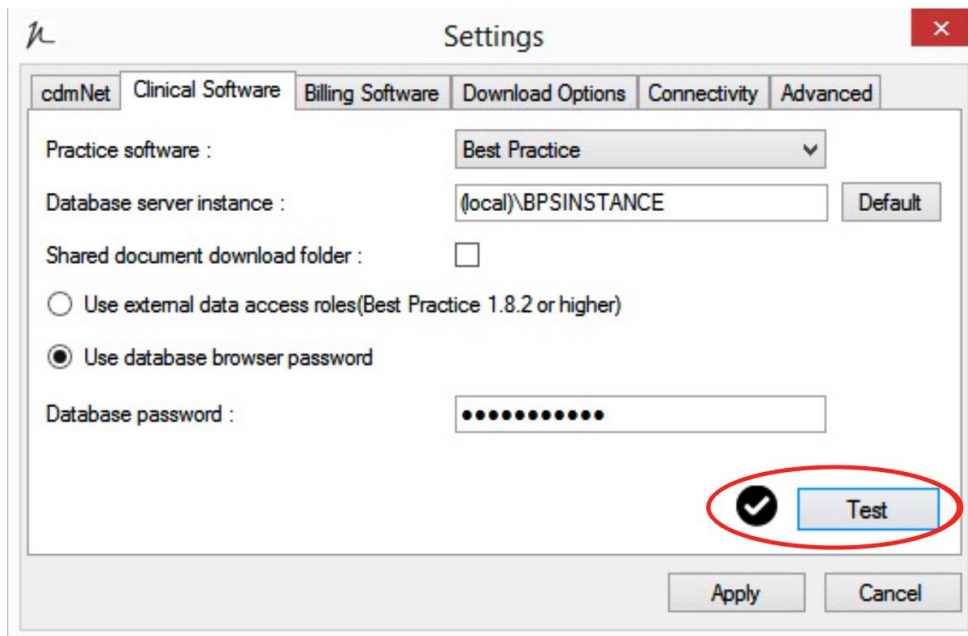 Settings
cdmNet Clinical Software Billing Software Download Options Connectivity Advanced
Practice software : Best Practice
Database server instance : (local)\BPSINSTANCE Default
Shared document download folder :
Use external data access roles(Best Practice 1.8.2 or higher)
Use database browser password
Database password : ●●●●●●●●●●●
Test
Apply Cancel